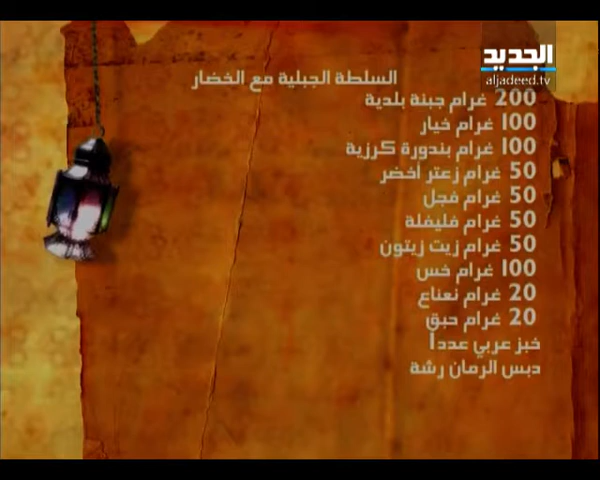 الجديد
aljadeed.tv
السلطة الجبلية مع الخضار
200 غرام جبنة بلدية
100 غرام خيار
100 غرام بندورة كرزية
50 غرام زعتر أخضر
50 غرام فجل
50 غرام فليفلة
50 غرام زيت زيتون
100 غرام خس
20 غرام نعناع
20 غرام حبق
خبز عربي عدداً
دبس الرمان رشة